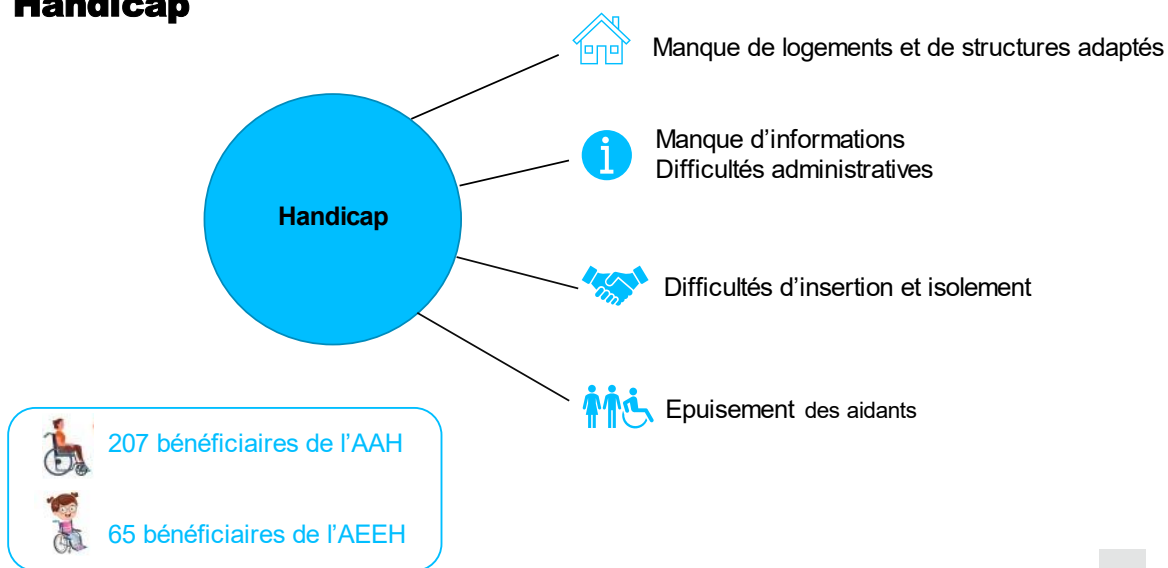 Handicap
Manque de logements et de structures adaptés
Manque d’informations
Difficultés administratives
Handicap
Difficultés d’insertion et isolement
Epuisement des aidants
207 bénéficiaires de l’AAH
65 bénéficiaires de l’AEEH